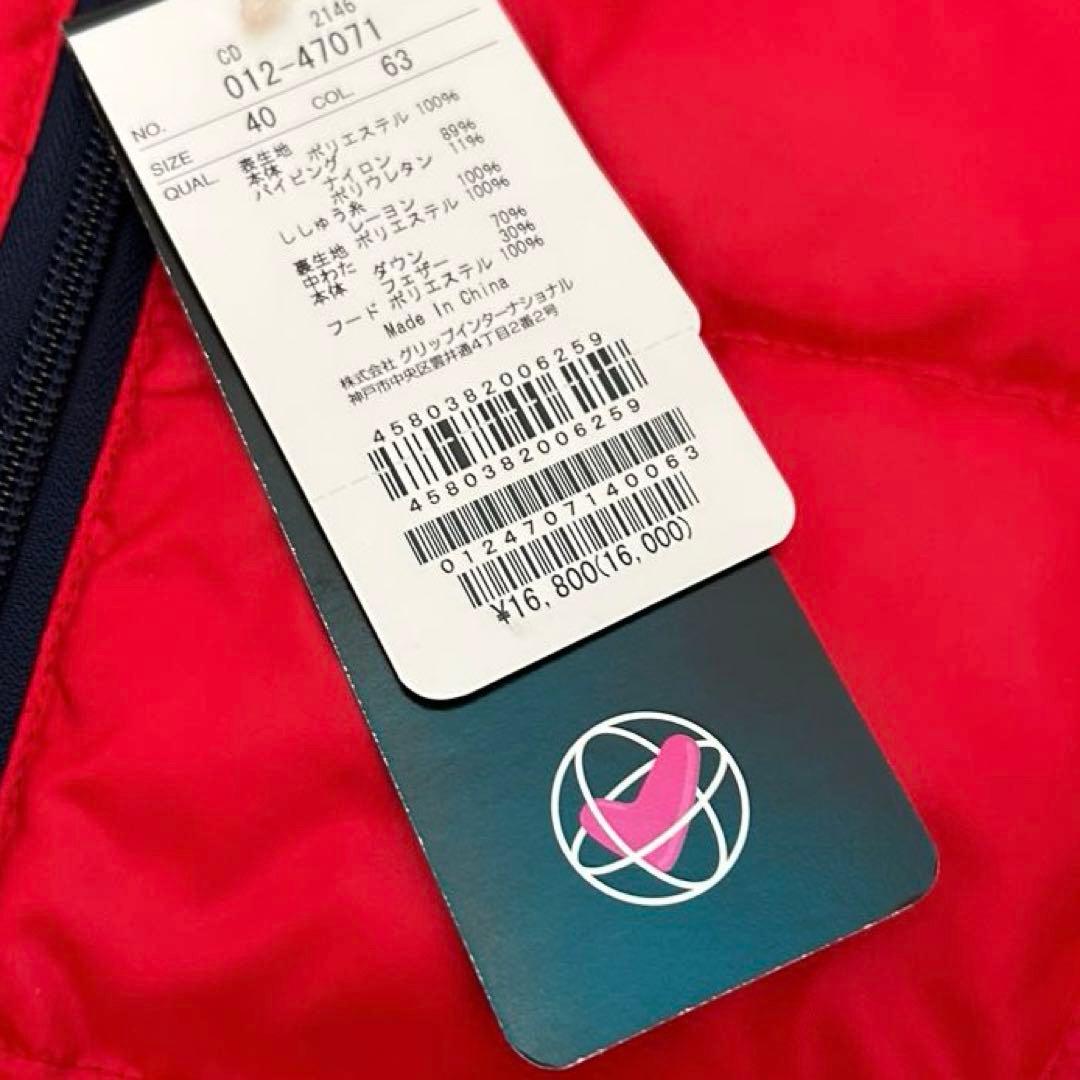 2146
CD
012-47071
NO.
SIZE 40 COL. 63
QUAL 表生地
本体 ポリエステル 100%
パイピング
ナイロン 89%
ポリウレタン 11%
ししゅう糸
レーヨン 100%
裏生地 ポリエステル 100%
中わた
本体 ダウン 70%
フェザー 30%
フード ポリエステル 100%
Made In China
株式会社 グリップインターナショナル
神戸市中央区雲井通4丁目2番2号
4580382006259
4580382006259
0124707140063
¥16,800(16,000)